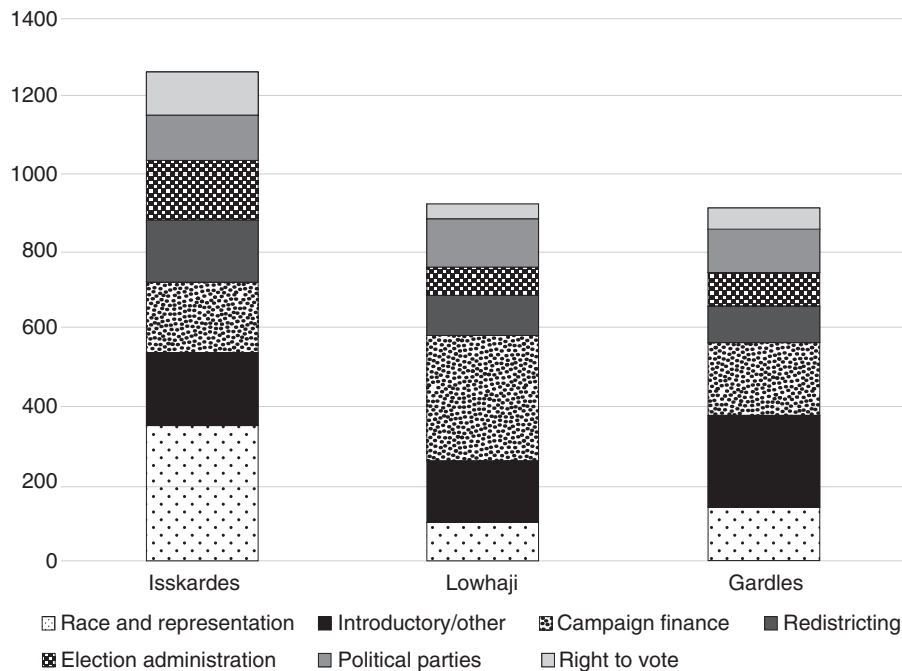 1400
1200
1000
800
600
400
200
0
Isskardes Lowhaji Gardles
Race and representation Introductory/other Campaign finance Redistricting
Election administration Political parties Right to vote